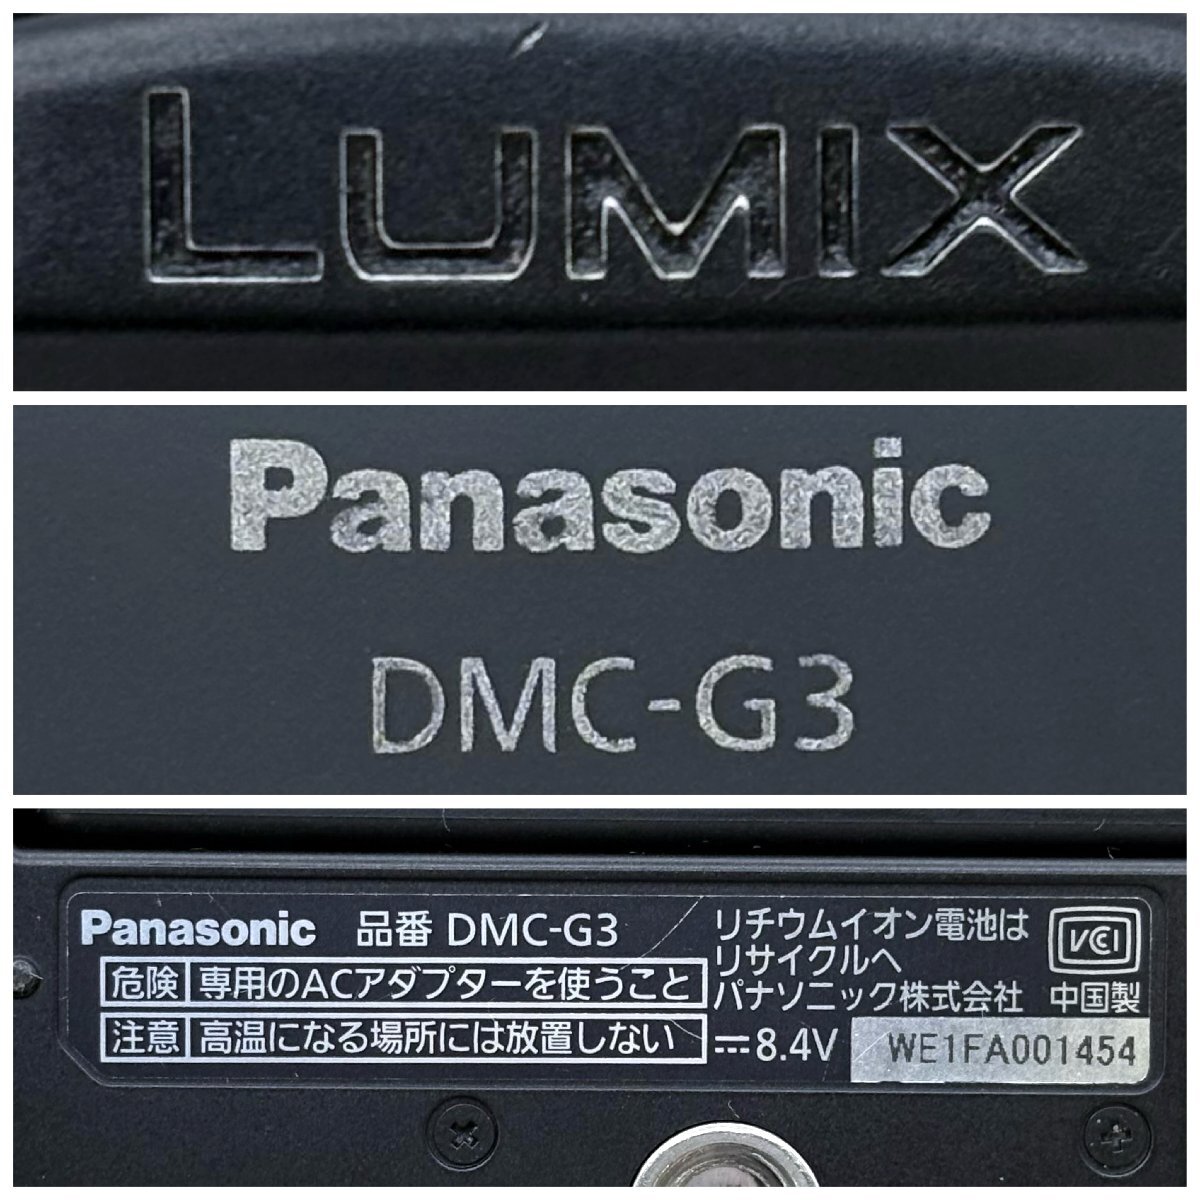 LUMIX
Panasonic
DMC-G3
Panasonic 品番 DMC-G3
危険 専用のACアダプターを使うこと
注意 高温になる場所には放置しない
リチウムイオン電池は
リサイクルへ
パナソニック株式会社
VCCI
中国製
⎓8.4V
WE1FA001454